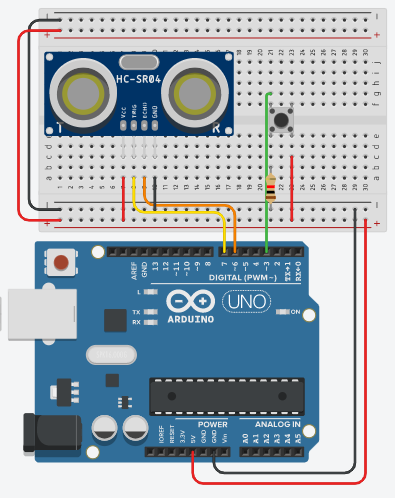 HC-SR04
T R
VCC TRIG ECHO GND
AREF GND 13 12 ~11 ~10 ~9 8 7 ~6 ~5 4 ~3 2 TX→1 RX←0
DIGITAL (PWM~)
L
TX
RX
ARDUINO
UNO
ON
POWER
ANALOG IN
IOREF RESET 3.3V 5V GND GND Vin A0 A1 A2 A3 A4 A5